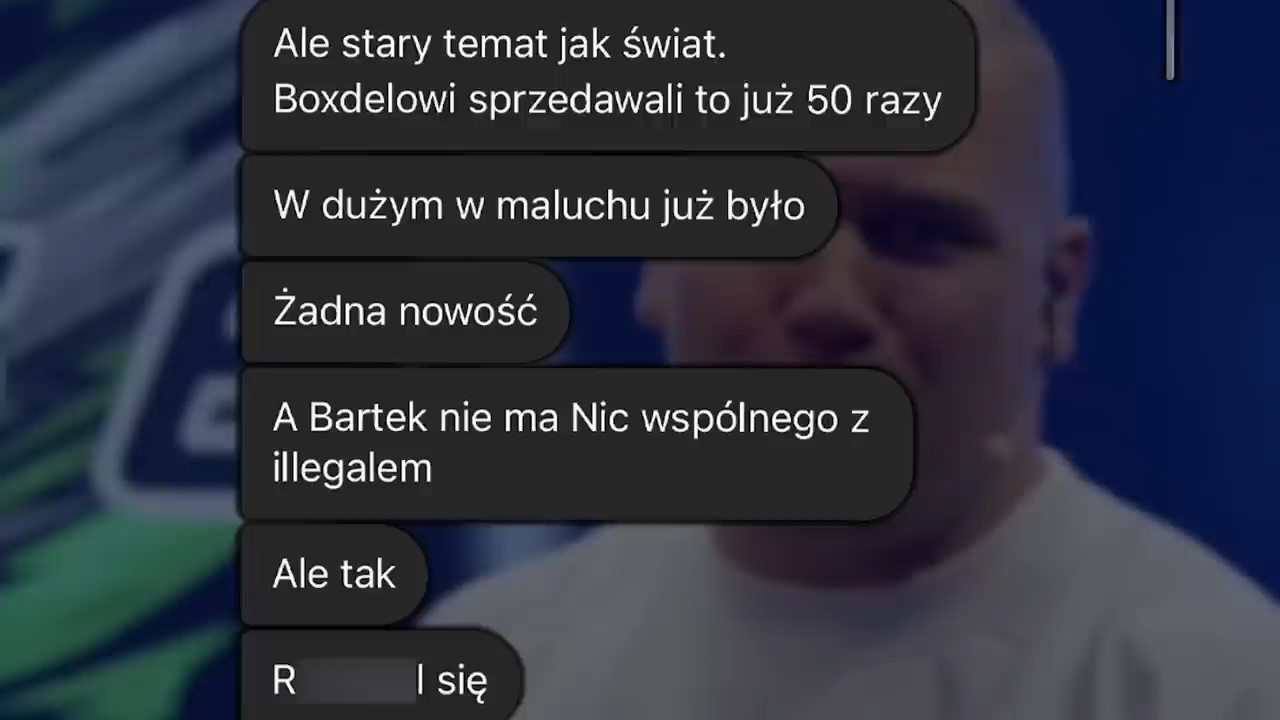 Ale stary temat jak świat.
Boxdelowi sprzedawali to już 50 razy
W dużym w maluchu już było
Żadna nowość
A Bartek nie ma Nic wspólnego z
illegalem
Ale tak
się